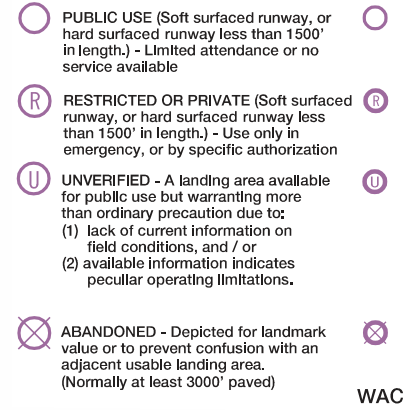 PUBLIC USE (Soft surfaced runway, or
hard surfaced runway less than 1500'
in length.) - Limited attendance or no
service available
R RESTRICTED OR PRIVATE (Soft surfaced R
runway, or hard surfaced runway less
than 1500' in length.) - Use only in
emergency, or by specific authorization
U UNVERIFIED - A landing area available U
for public use but warranting more
than ordinary precaution due to:
(1) lack of current information on
field conditions, and / or
(2) available information indicates
peculiar operating limitations.
ABANDONED - Depicted for landmark
value or to prevent confusion with an
adjacent usable landing area.
(Normally at least 3000' paved)
WAC